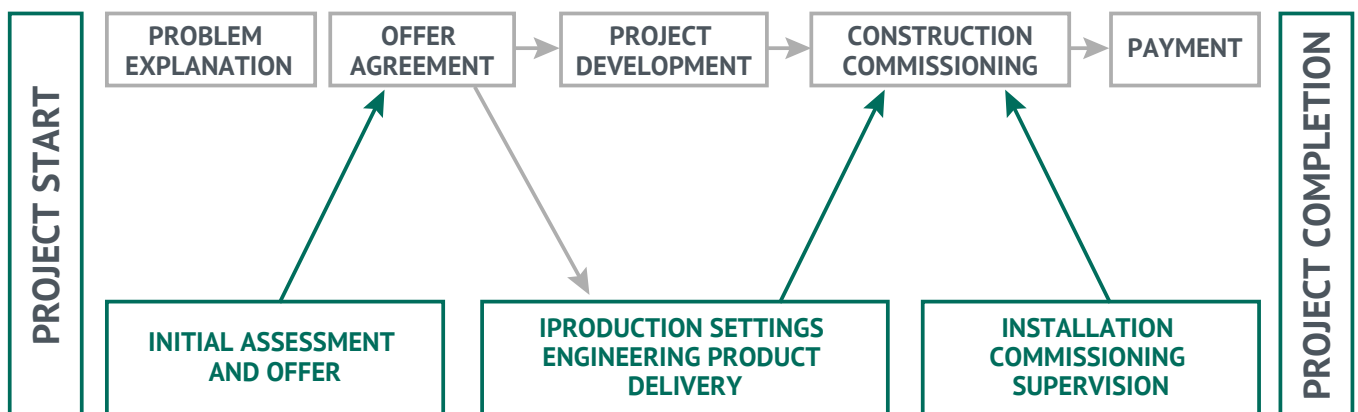 PROJECT START
PROBLEM
EXPLANATION
OFFER
AGREEMENT
PROJECT
DEVELOPMENT
CONSTRUCTION
COMMISSIONING
PAYMENT
INITIAL ASSESSMENT
AND OFFER
IPRODUCTION SETTINGS
ENGINEERING PRODUCT
DELIVERY
INSTALLATION
COMMISSIONING
SUPERVISION
PROJECT COMPLETION